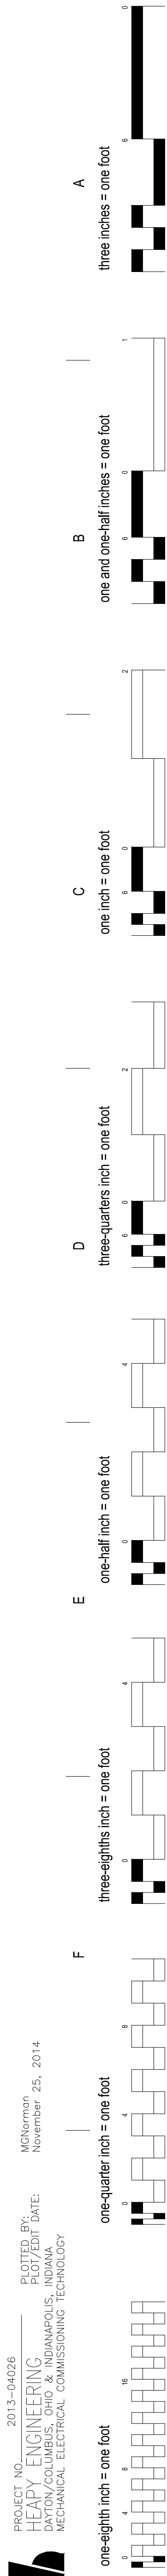 PROJECT NO. 2013-04026
HEAPY ENGINEERING
DAYTON/COLUMBUS, OHIO & INDIANAPOLIS, INDIANA
MECHANICAL ELECTRICAL COMMISSIONING TECHNOLOGY
PLOTTED BY: MGNorman
PLOT/EDIT DATE: November 25, 2014
F E D C B A
one-eighth inch = one foot
0 4 8 16
one-quarter inch = one foot
0 4 8
three-eighths inch = one foot
0 4
one-half inch = one foot
0 4
three-quarters inch = one foot
6 0 2
one inch = one foot
6 0 2
one and one-half inches = one foot
6 0 1
three inches = one foot
6 0